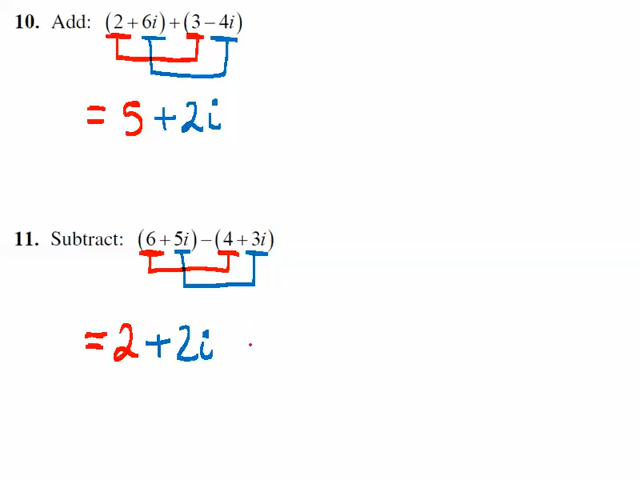 10. Add: (2 + 6i) + (3 − 4i)
= 5 + 2i
11. Subtract: (6 + 5i) − (4 + 3i)
= 2 + 2i